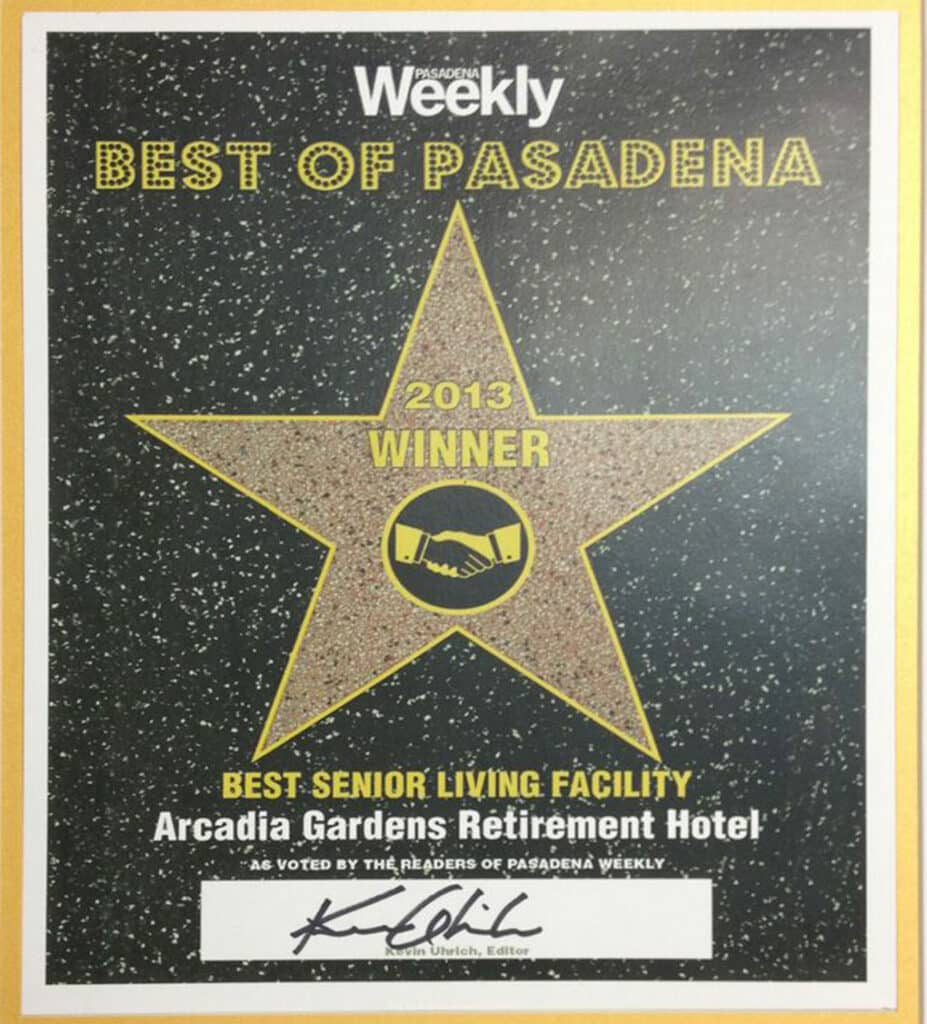 PASADENA
Weekly
BEST OF PASADENA
2013
WINNER
BEST SENIOR LIVING FACILITY
Arcadia Gardens Retirement Hotel
AS VOTED BY THE READERS OF PASADENA WEEKLY
Kevin Uhrich, Editor